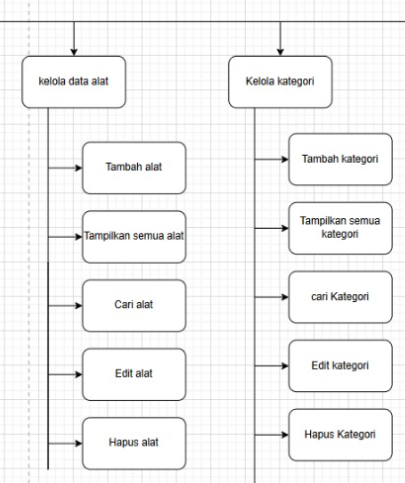 kelola data alat
Tambah alat
Tampilkan semua alat
Cari alat
Edit alat
Hapus alat
Kelola kategori
Tambah kategori
Tampilkan semua
kategori
cari Kategori
Edit kategori
Hapus Kategori